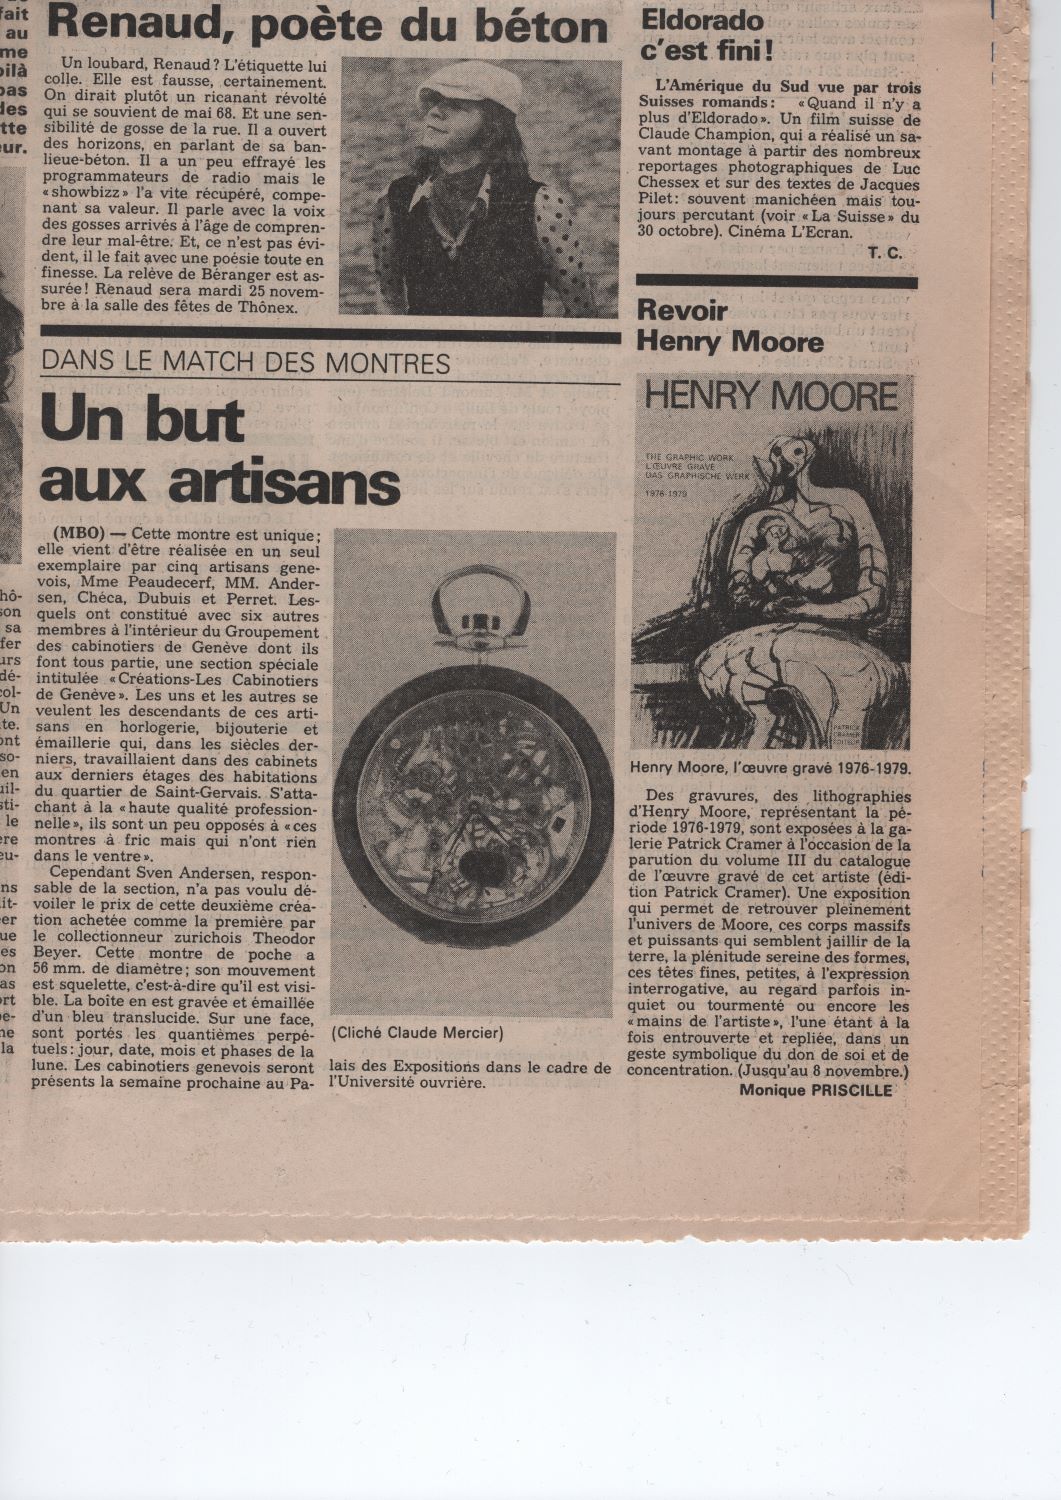 fait
au
me
oilà
pas
des
tte
eur.
Renaud, poète du béton
Un loubard, Renaud? L'étiquette lui
colle. Elle est fausse, certainement.
On dirait plutôt un ricanant révolté
qui se souvient de mai 68. Et une sen-
sibilité de gosse de la rue. Il a ouvert
des horizons, en parlant de sa ban-
lieue-béton. Il a un peu effrayé les
programmateurs de radio mais le
«showbizz» l'a vite récupéré, compe-
nant sa valeur. Il parle avec la voix
des gosses arrivés à l'âge de compren-
dre leur mal-être. Et, ce n'est pas évi-
dent, il le fait avec une poésie toute en
finesse. La relève de Béranger est as-
surée! Renaud sera mardi 25 novem-
bre à la salle des fêtes de Thônex.
DANS LE MATCH DES MONTRES
Un but
aux artisans
(MBO) — Cette montre est unique;
elle vient d'être réalisée en un seul
exemplaire par cinq artisans gene-
vois, Mme Peaudecerf, MM. Ander-
sen, Chéca, Dubuis et Perret. Les-
quels ont constitué avec six autres
membres à l'intérieur du Groupement
des cabinotiers de Genève dont ils
font tous partie, une section spéciale
intitulée «Créations-Les Cabinotiers
de Genève». Les uns et les autres se
veulent les descendants de ces arti-
sans en horlogerie, bijouterie et
émaillerie qui, dans les siècles der-
niers, travaillaient dans des cabinets
aux derniers étages des habitations
du quartier de Saint-Gervais. S'atta-
chant à la «haute qualité profession-
nelle», ils sont un peu opposés à «ces
montres à fric mais qui n'ont rien
dans le ventre».
Cependant Sven Andersen, respon-
sable de la section, n'a pas voulu dé-
voiler le prix de cette deuxième créa-
tion achetée comme la première par
le collectionneur zurichois Theodor
Beyer. Cette montre de poche a
56 mm. de diamètre; son mouvement
est squelette, c'est-à-dire qu'il est visi-
ble. La boîte en est gravée et émaillée
d'un bleu translucide. Sur une face,
sont portés les quantièmes perpé-
tuels: jour, date, mois et phases de la
lune. Les cabinotiers genevois seront
présents la semaine prochaine au Pa-
(Cliché Claude Mercier)
lais des Expositions dans le cadre de
l'Université ouvrière.
Eldorado
c'est fini!
L'Amérique du Sud vue par trois
Suisses romands: «Quand il n'y a
plus d'Eldorado». Un film suisse de
Claude Champion, qui a réalisé un sa-
vant montage à partir des nombreux
reportages photographiques de Luc
Chessex et sur des textes de Jacques
Pilet: souvent manichéen mais tou-
jours percutant (voir «La Suisse» du
30 octobre). Cinéma L'Ecran.
T. C.
Revoir
Henry Moore
HENRY MOORE
THE GRAPHIC WORK
L'ŒUVRE GRAVÉ
DAS GRAPHISCHE WERK
1976-1979
PATRICK
CRAMER
EDITEUR
Henry Moore, l'œuvre gravé 1976-1979.
Des gravures, des lithographies
d'Henry Moore, représentant la pé-
riode 1976-1979, sont exposées à la ga-
lerie Patrick Cramer à l'occasion de la
parution du volume III du catalogue
de l'œuvre gravé de cet artiste (édi-
tion Patrick Cramer). Une exposition
qui permet de retrouver pleinement
l'univers de Moore, ces corps massifs
et puissants qui semblent jaillir de la
terre, la plénitude sereine des formes,
ces têtes fines, petites, à l'expression
interrogative, au regard parfois in-
quiet ou tourmenté ou encore les
«mains de l'artiste», l'une étant à la
fois entrouverte et repliée, dans un
geste symbolique du don de soi et de
concentration. (Jusqu'au 8 novembre.)
Monique PRISCILLE